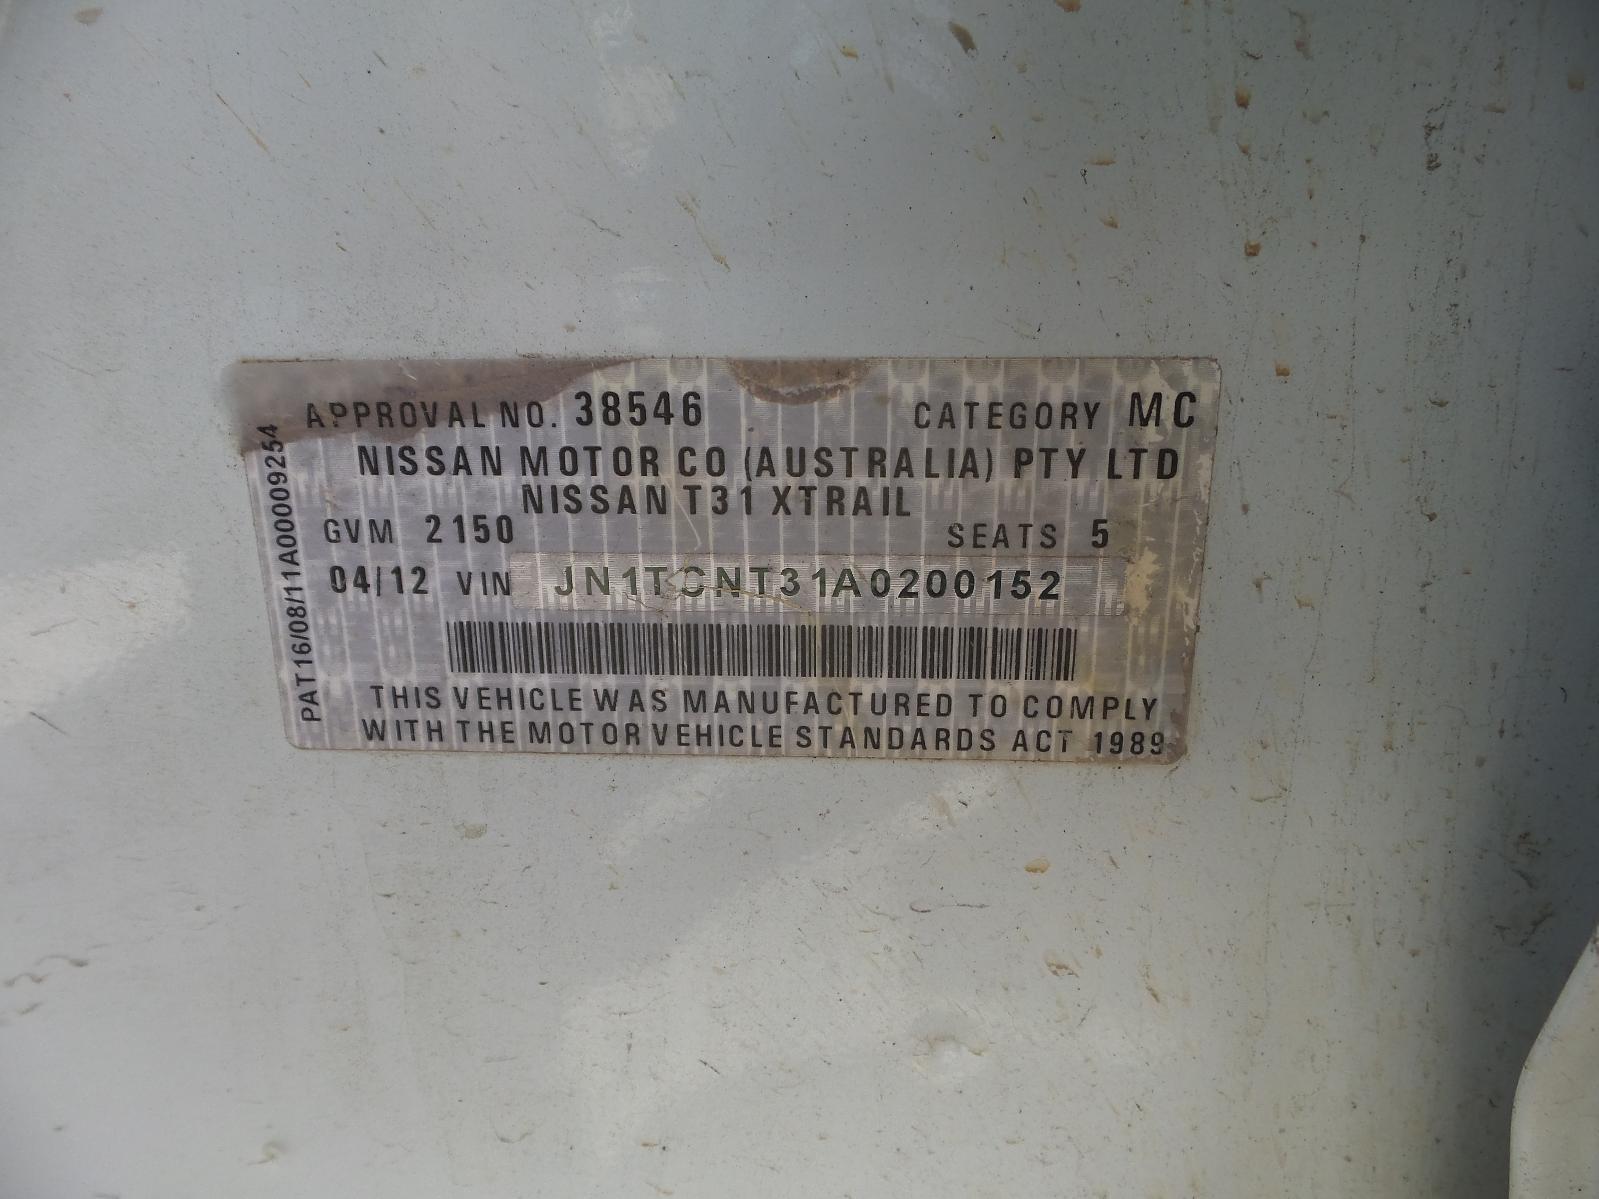 APPROVAL NO. 38546 CATEGORY MC
NISSAN MOTOR CO (AUSTRALIA) PTY LTD
NISSAN T31 XTRAIL
GVM 2150 SEATS 5
04/12 VIN JN1TCNT31A0200152
THIS VEHICLE WAS MANUFACTURED TO COMPLY
WITH THE MOTOR VEHICLE STANDARDS ACT 1989
PAT16/08/11A00009254